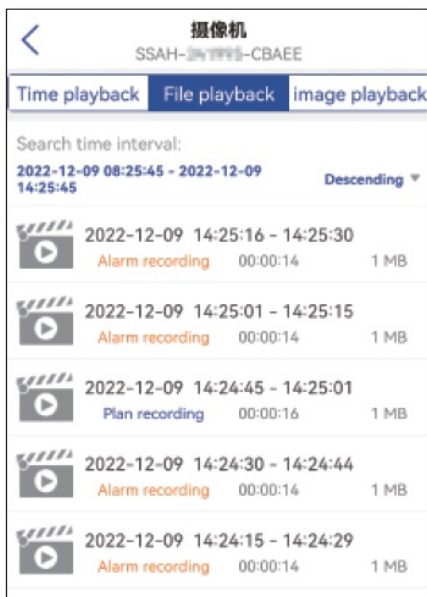 摄像机
SSAH- -CBAEE
Time playback File playback image playback
Search time interval:
2022-12-09 08:25:45 - 2022-12-09
14:25:45
Descending
2022-12-09 14:25:16 - 14:25:30
Alarm recording 00:00:14 1 MB
2022-12-09 14:25:01 - 14:25:15
Alarm recording 00:00:14 1 MB
2022-12-09 14:24:45 - 14:25:01
Plan recording 00:00:16 1 MB
2022-12-09 14:24:30 - 14:24:44
Alarm recording 00:00:14 1 MB
2022-12-09 14:24:15 - 14:24:29
Alarm recording 00:00:14 1 MB